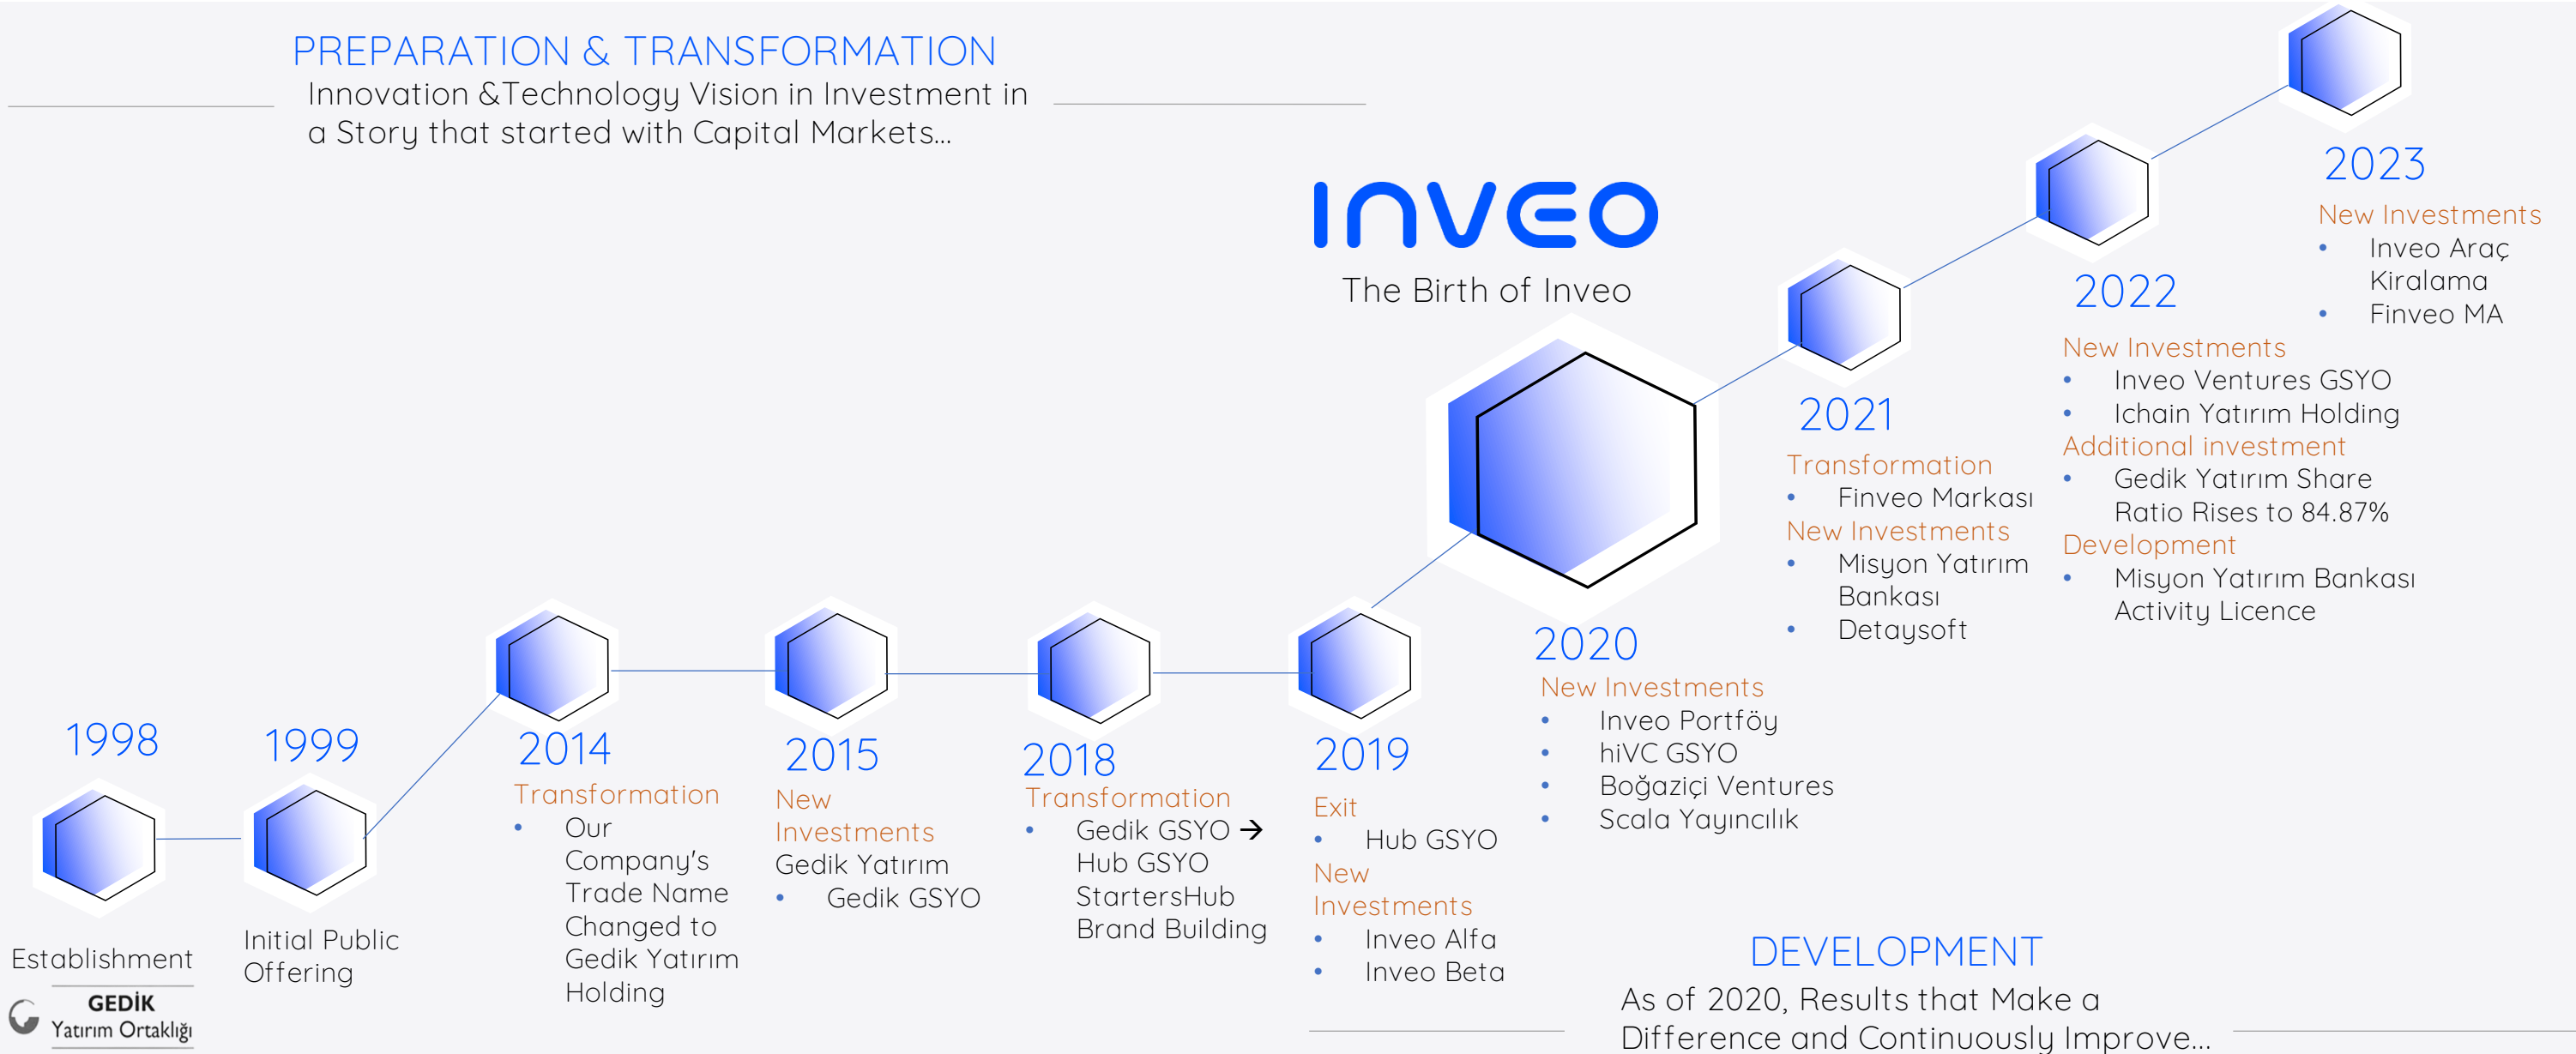 PREPARATION & TRANSFORMATION
Innovation &Technology Vision in Investment in
a Story that started with Capital Markets...
INVEO
The Birth of Inveo
1998
Establishment
GEDİK
Yatırım Ortaklığı
1999
Initial Public
Offering
2014
Transformation
• Our
Company's
Trade Name
Changed to
Gedik Yatırım
Holding
2015
New
Investments
Gedik Yatırım
• Gedik GSYO
2018
Transformation
• Gedik GSYO →
Hub GSYO
StartersHub
Brand Building
2019
Exit
• Hub GSYO
New
Investments
• Inveo Alfa
• Inveo Beta
2020
New Investments
• Inveo Portföy
• hiVC GSYO
• Boğaziçi Ventures
• Scala Yayıncılık
2021
Transformation
• Finveo Markası
New Investments
• Misyon Yatırım
Bankası
• Detaysoft
2022
New Investments
• Inveo Ventures GSYO
• Ichain Yatırım Holding
Additional investment
• Gedik Yatırım Share
Ratio Rises to 84.87%
Development
• Misyon Yatırım Bankası
Activity Licence
2023
New Investments
• Inveo Araç
Kiralama
• Finveo MA
DEVELOPMENT
As of 2020, Results that Make a
Difference and Continuously Improve...